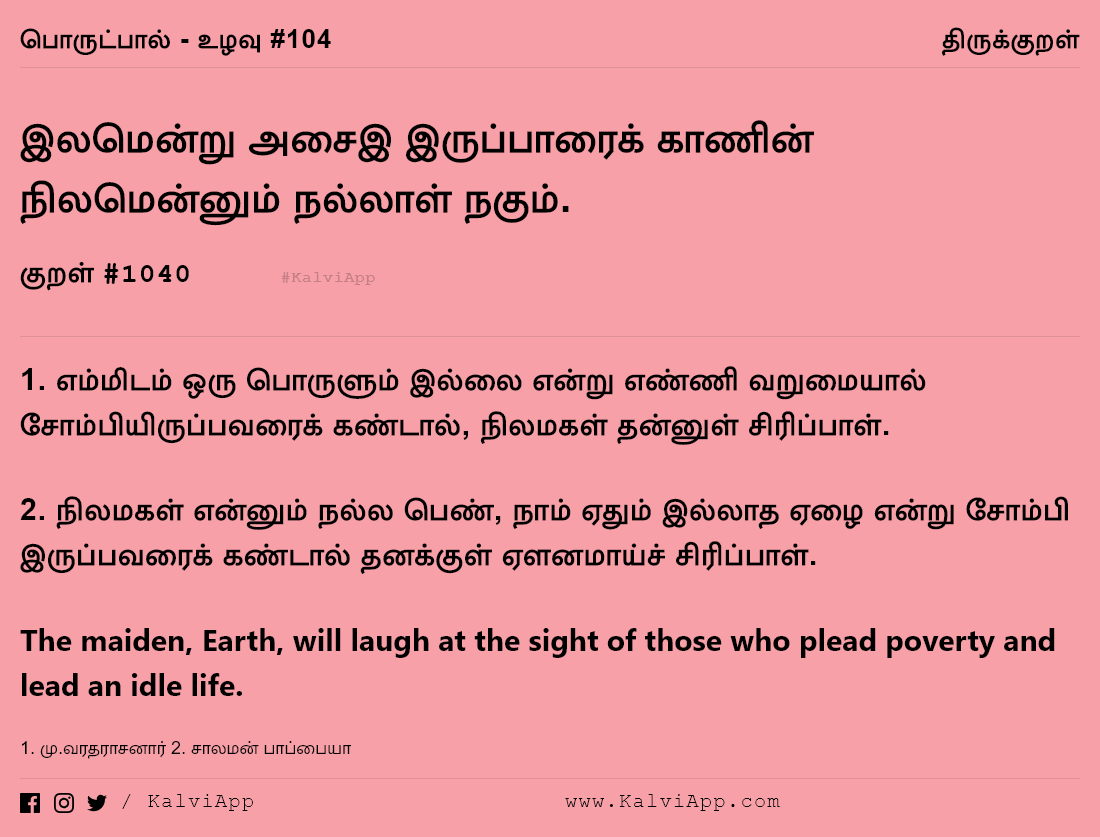 பொருட்பால் - உழவு #104
திருக்குறள்
இலமென்று அசைஇ இருப்பாரைக் காணின்
நிலமென்னும் நல்லாள் நகும்.
குறள் #1040
#KalviApp
1. எம்மிடம் ஒரு பொருளும் இல்லை என்று எண்ணி வறுமையால்
சோம்பியிருப்பவரைக் கண்டால், நிலமகள் தன்னுள் சிரிப்பாள்.
2. நிலமகள் என்னும் நல்ல பெண், நாம் ஏதும் இல்லாத ஏழை என்று சோம்பி
இருப்பவரைக் கண்டால் தனக்குள் ஏளனமாய்ச் சிரிப்பாள்.
The maiden, Earth, will laugh at the sight of those who plead poverty and
lead an idle life.
1. மு.வரதராசனார் 2. சாலமன் பாப்பையா
/ KalviApp
www.KalviApp.com